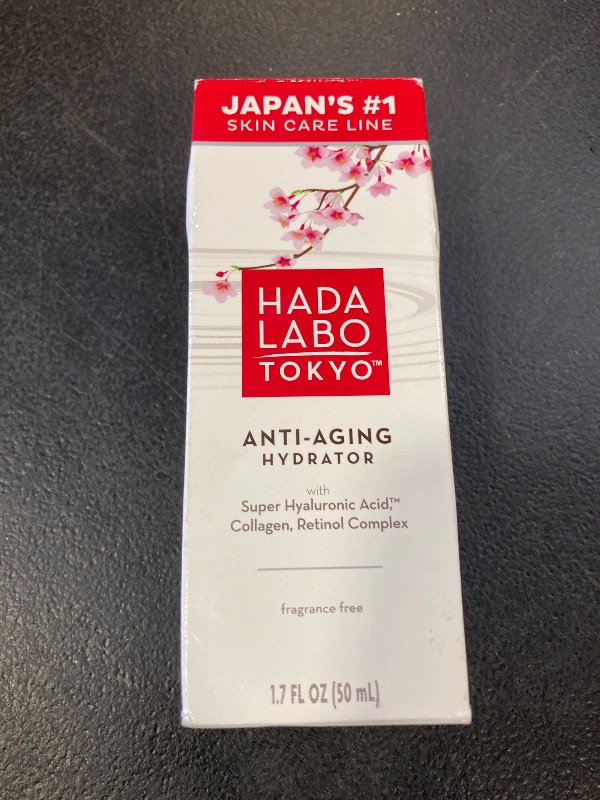 JAPAN'S #1
SKIN CARE LINE
HADA
LABO
TOKYO™
ANTI-AGING
HYDRATOR
with
Super Hyaluronic Acid,™
Collagen, Retinol Complex
fragrance free
1.7 FL OZ (50 mL)